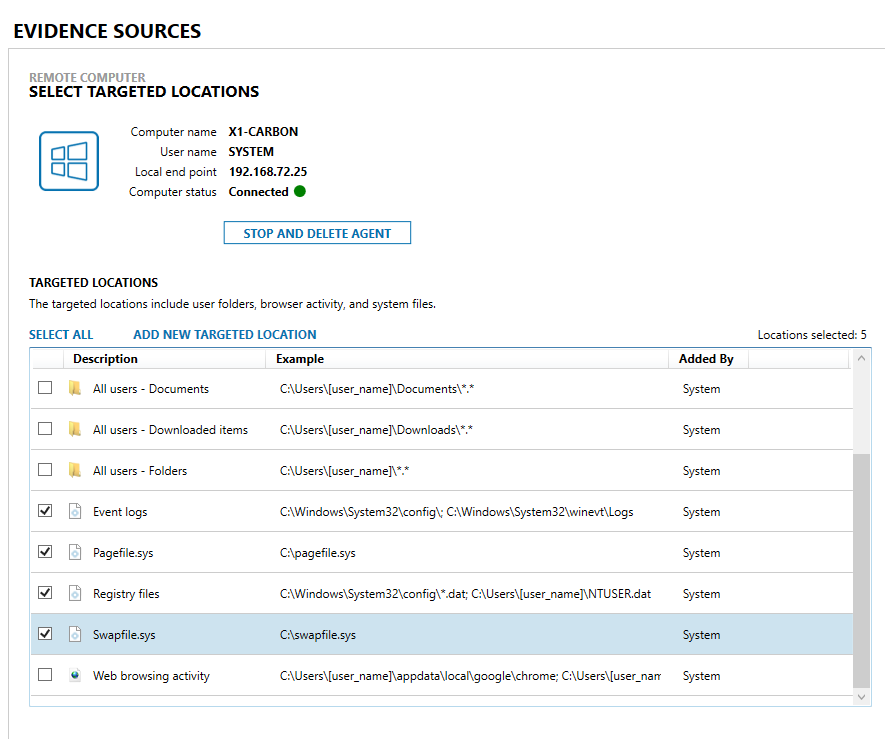 EVIDENCE SOURCES
REMOTE COMPUTER
SELECT TARGETED LOCATIONS
Computer name X1-CARBON
User name SYSTEM
Local end point 192.168.72.25
Computer status Connected
STOP AND DELETE AGENT
TARGETED LOCATIONS
The targeted locations include user folders, browser activity, and system files.
SELECT ALL ADD NEW TARGETED LOCATION Locations selected: 5
Description Example Added By
All users - Documents C:\Users\[user_name]\Documents\*.* System
All users - Downloaded items C:\Users\[user_name]\Downloads\*.* System
All users - Folders C:\Users\[user_name]\*.* System
Event logs C:\Windows\System32\config\; C:\Windows\System32\winevt\Logs System
Pagefile.sys C:\pagefile.sys System
Registry files C:\Windows\System32\config\*.dat; C:\Users\[user_name]\NTUSER.dat System
Swapfile.sys C:\swapfile.sys System
Web browsing activity C:\Users\[user_name]\appdata\local\google\chrome; C:\Users\[user_nam System